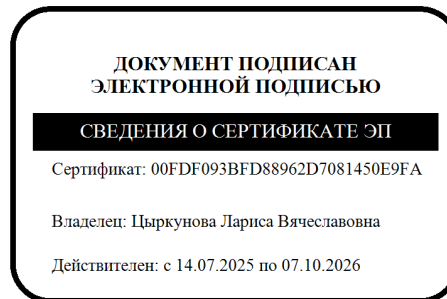 ДОКУМЕНТ ПОДПИСАН
ЭЛЕКТРОННОЙ ПОДПИСЬЮ
СВЕДЕНИЯ О СЕРТИФИКАТЕ ЭП
Сертификат: 00FDF093BFD88962D7081450E9FA
Владелец: Цыркунова Лариса Вячеславовна
Действителен: с 14.07.2025 по 07.10.2026